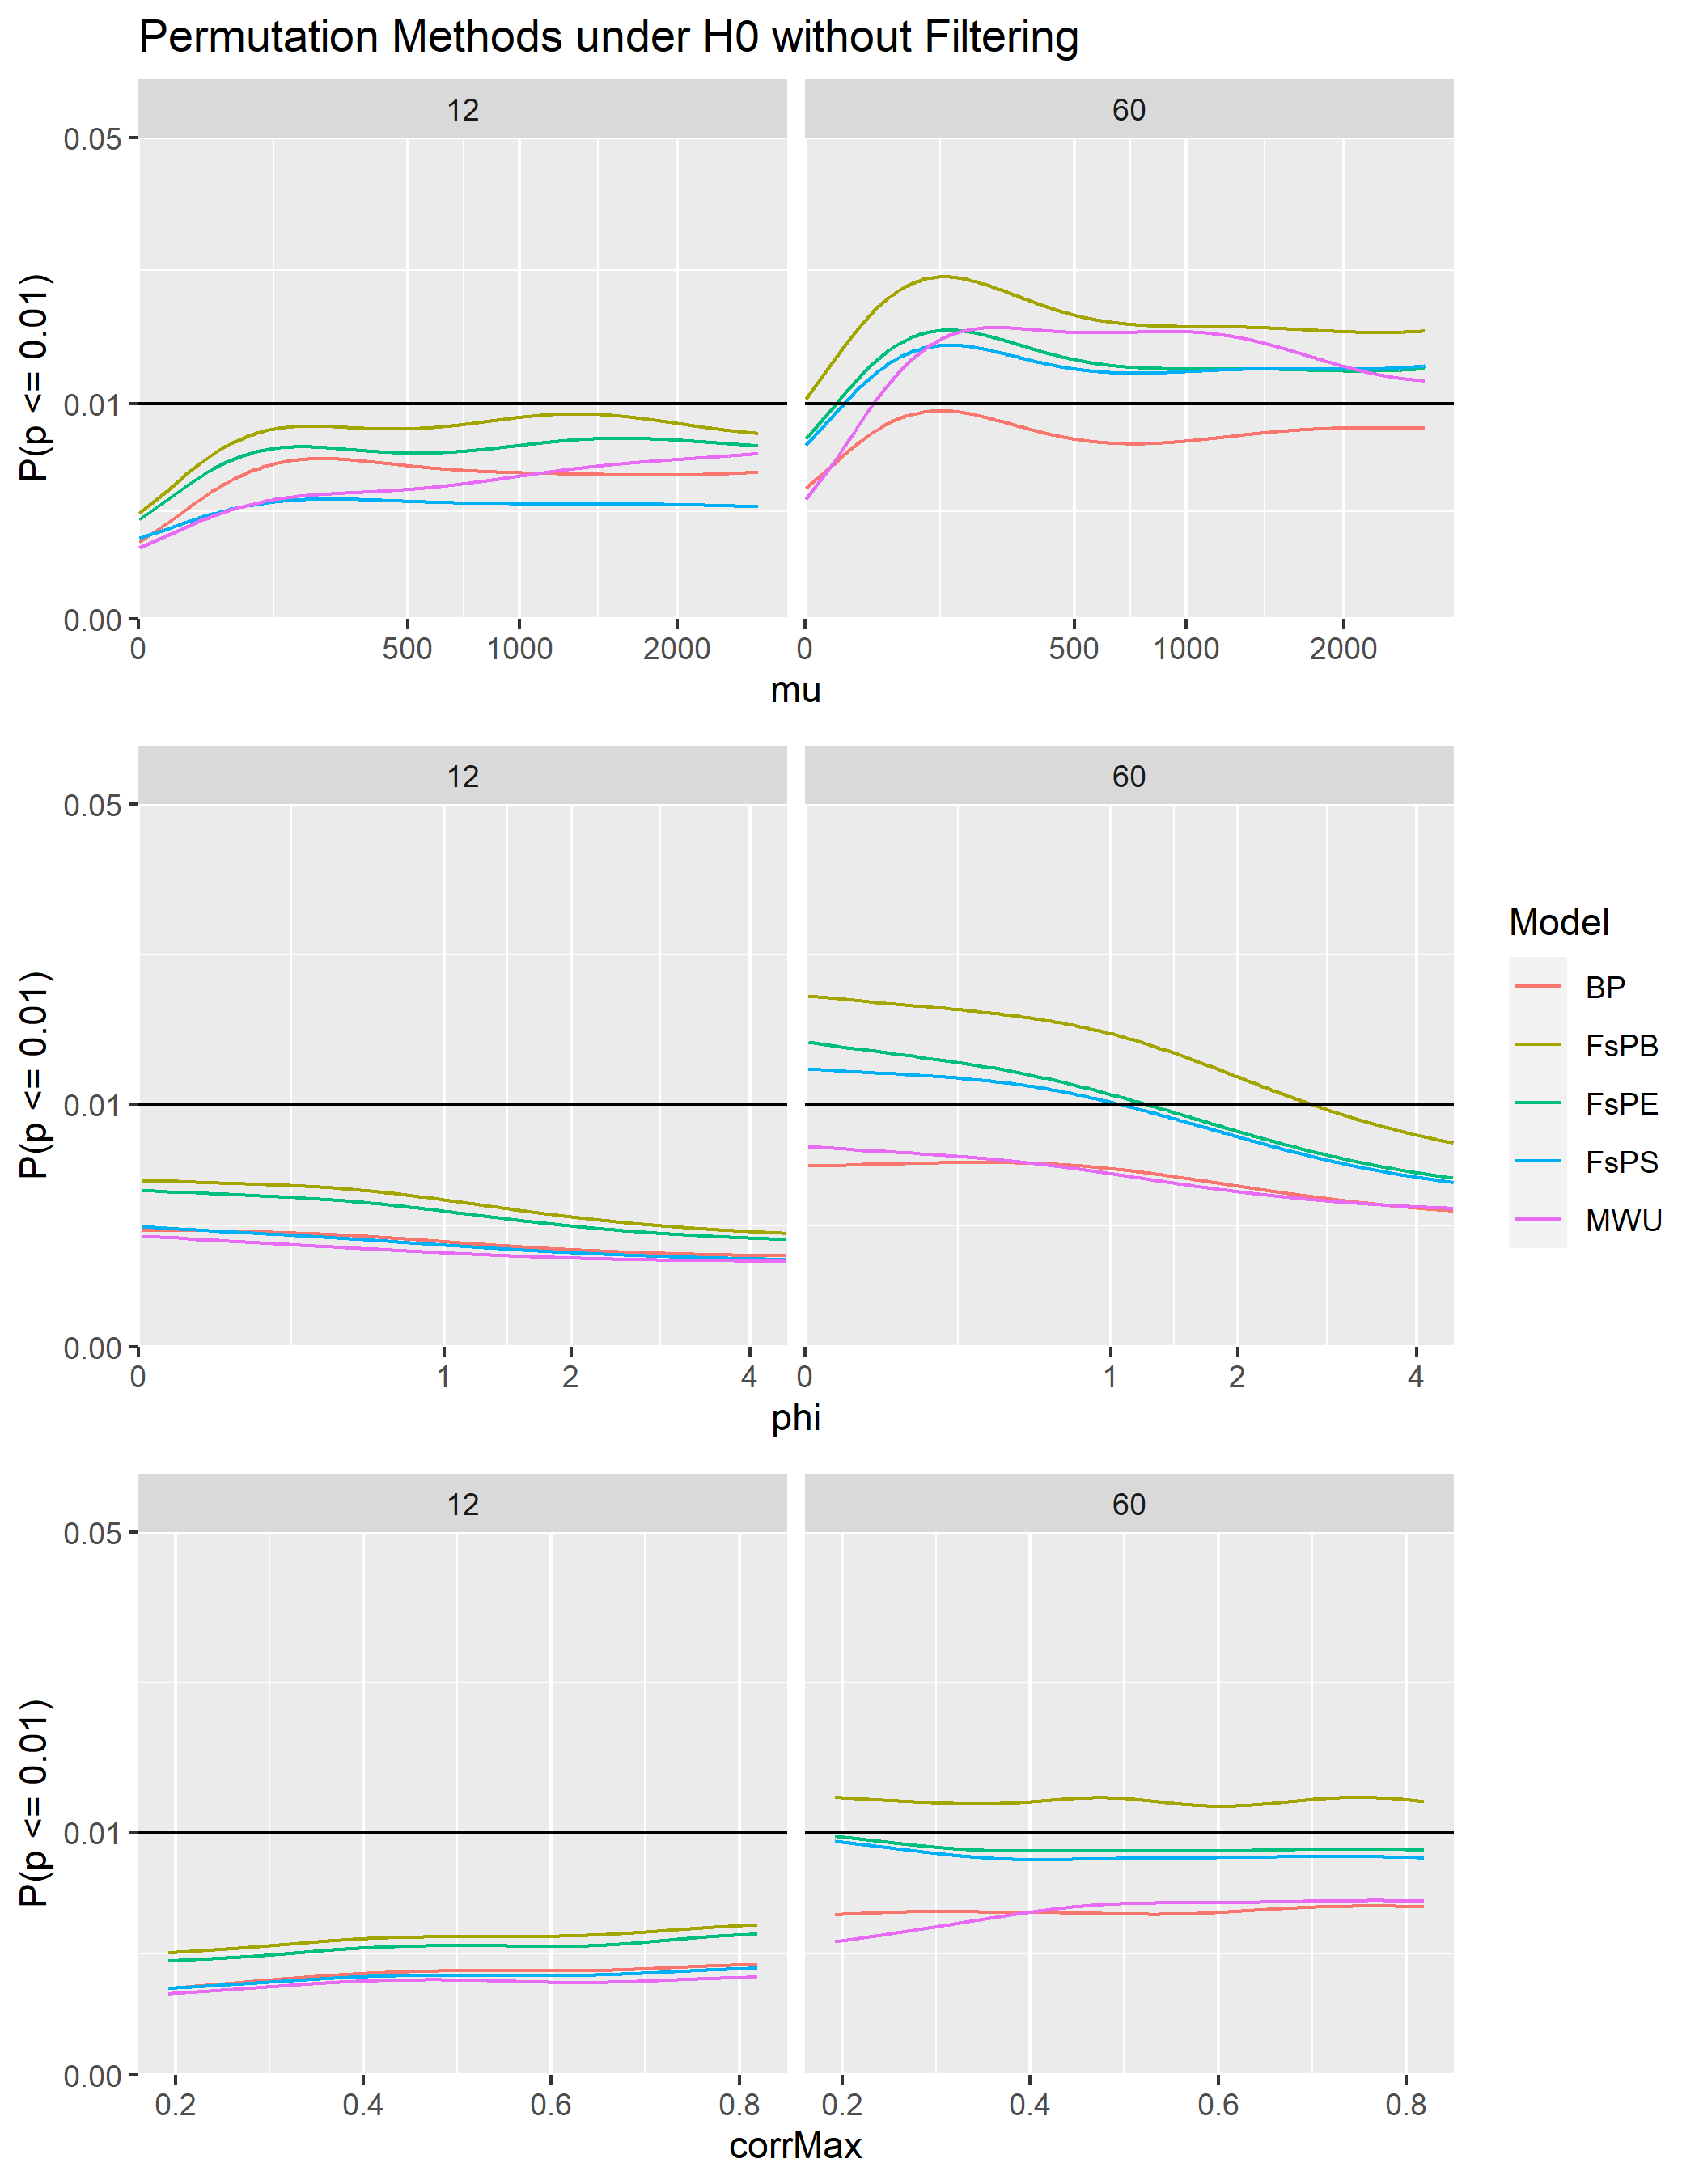 Permutation Methods under H0 without Filtering
12 60
0.05
0.01
0.00
P(p <= 0.01)
0 500 1000 2000 0 500 1000 2000
mu
12 60
0.05
0.01
0.00
P(p <= 0.01)
0 1 2 4 0 1 2 4
phi
12 60
0.05
0.01
0.00
P(p <= 0.01)
0.2 0.4 0.6 0.8 0.2 0.4 0.6 0.8
corrMax
Model
BP
FsPB
FsPE
FsPS
MWU